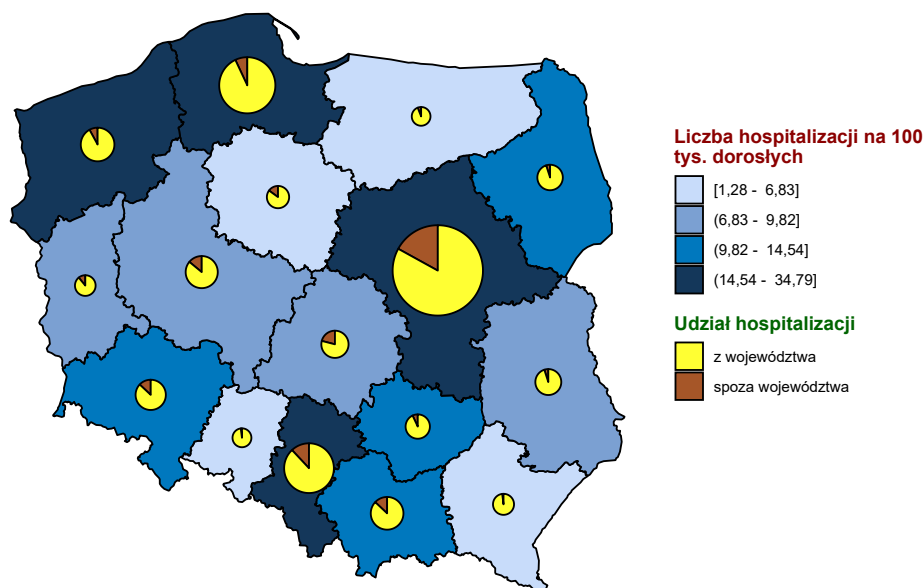 Liczba hospitalizacji na 100
tys. dorosłych
[1,28 - 6,83]
(6,83 - 9,82]
(9,82 - 14,54]
(14,54 - 34,79]
Udział hospitalizacji
z województwa
spoza województwa